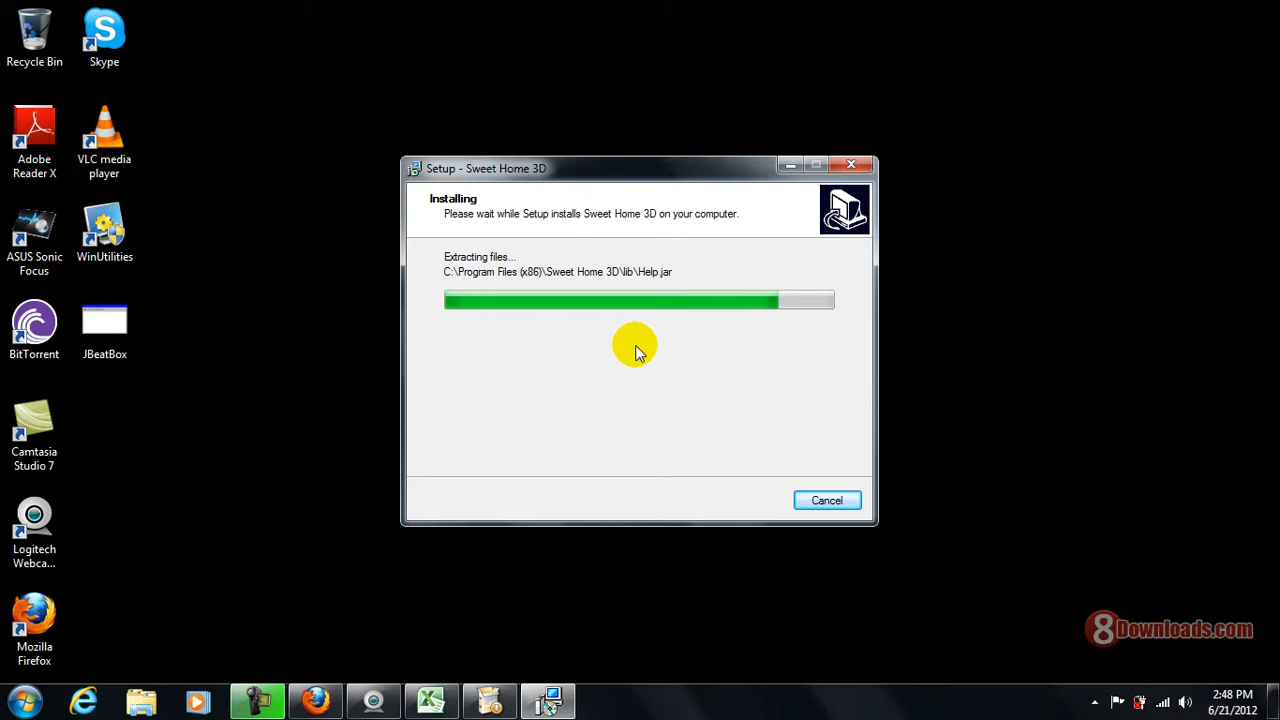 Recycle Bin
Skype
Adobe
Reader X
VLC media
player
ASUS Sonic
Focus
WinUtilities
BitTorrent
JBeatBox
Camtasia
Studio 7
Logitech
Webca...
Mozilla
Firefox
Setup - Sweet Home 3D
Installing
Please wait while Setup installs Sweet Home 3D on your computer.
Extracting files...
C:\Program Files (x86)\Sweet Home 3D\lib\Help.jar
Cancel
8Downloads.com
2:48 PM
6/21/2012